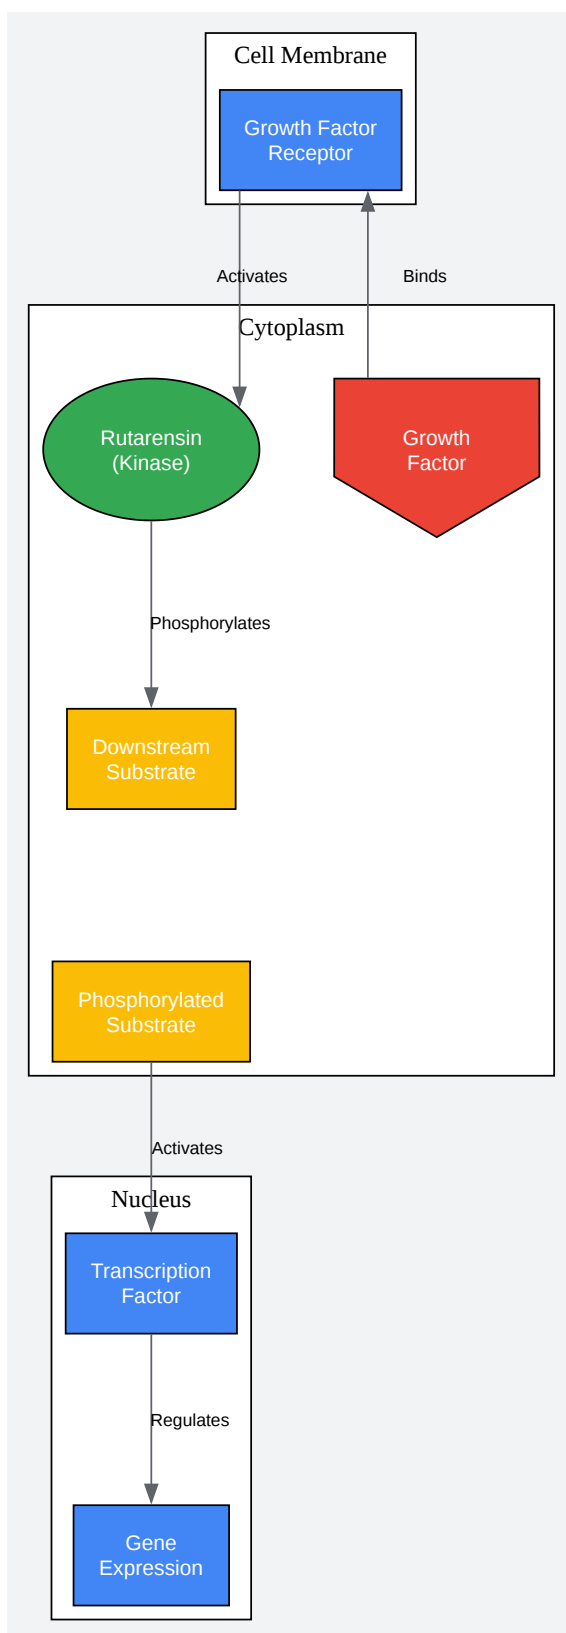 Cell Membrane
Growth Factor
Receptor
Activates
Binds
Cytoplasm
Rutarensin
(Kinase)
Growth
Factor
Phosphorylates
Downstream
Substrate
Phosphorylated
Substrate
Activates
Nucleus
Transcription
Factor
Regulates
Gene
Expression